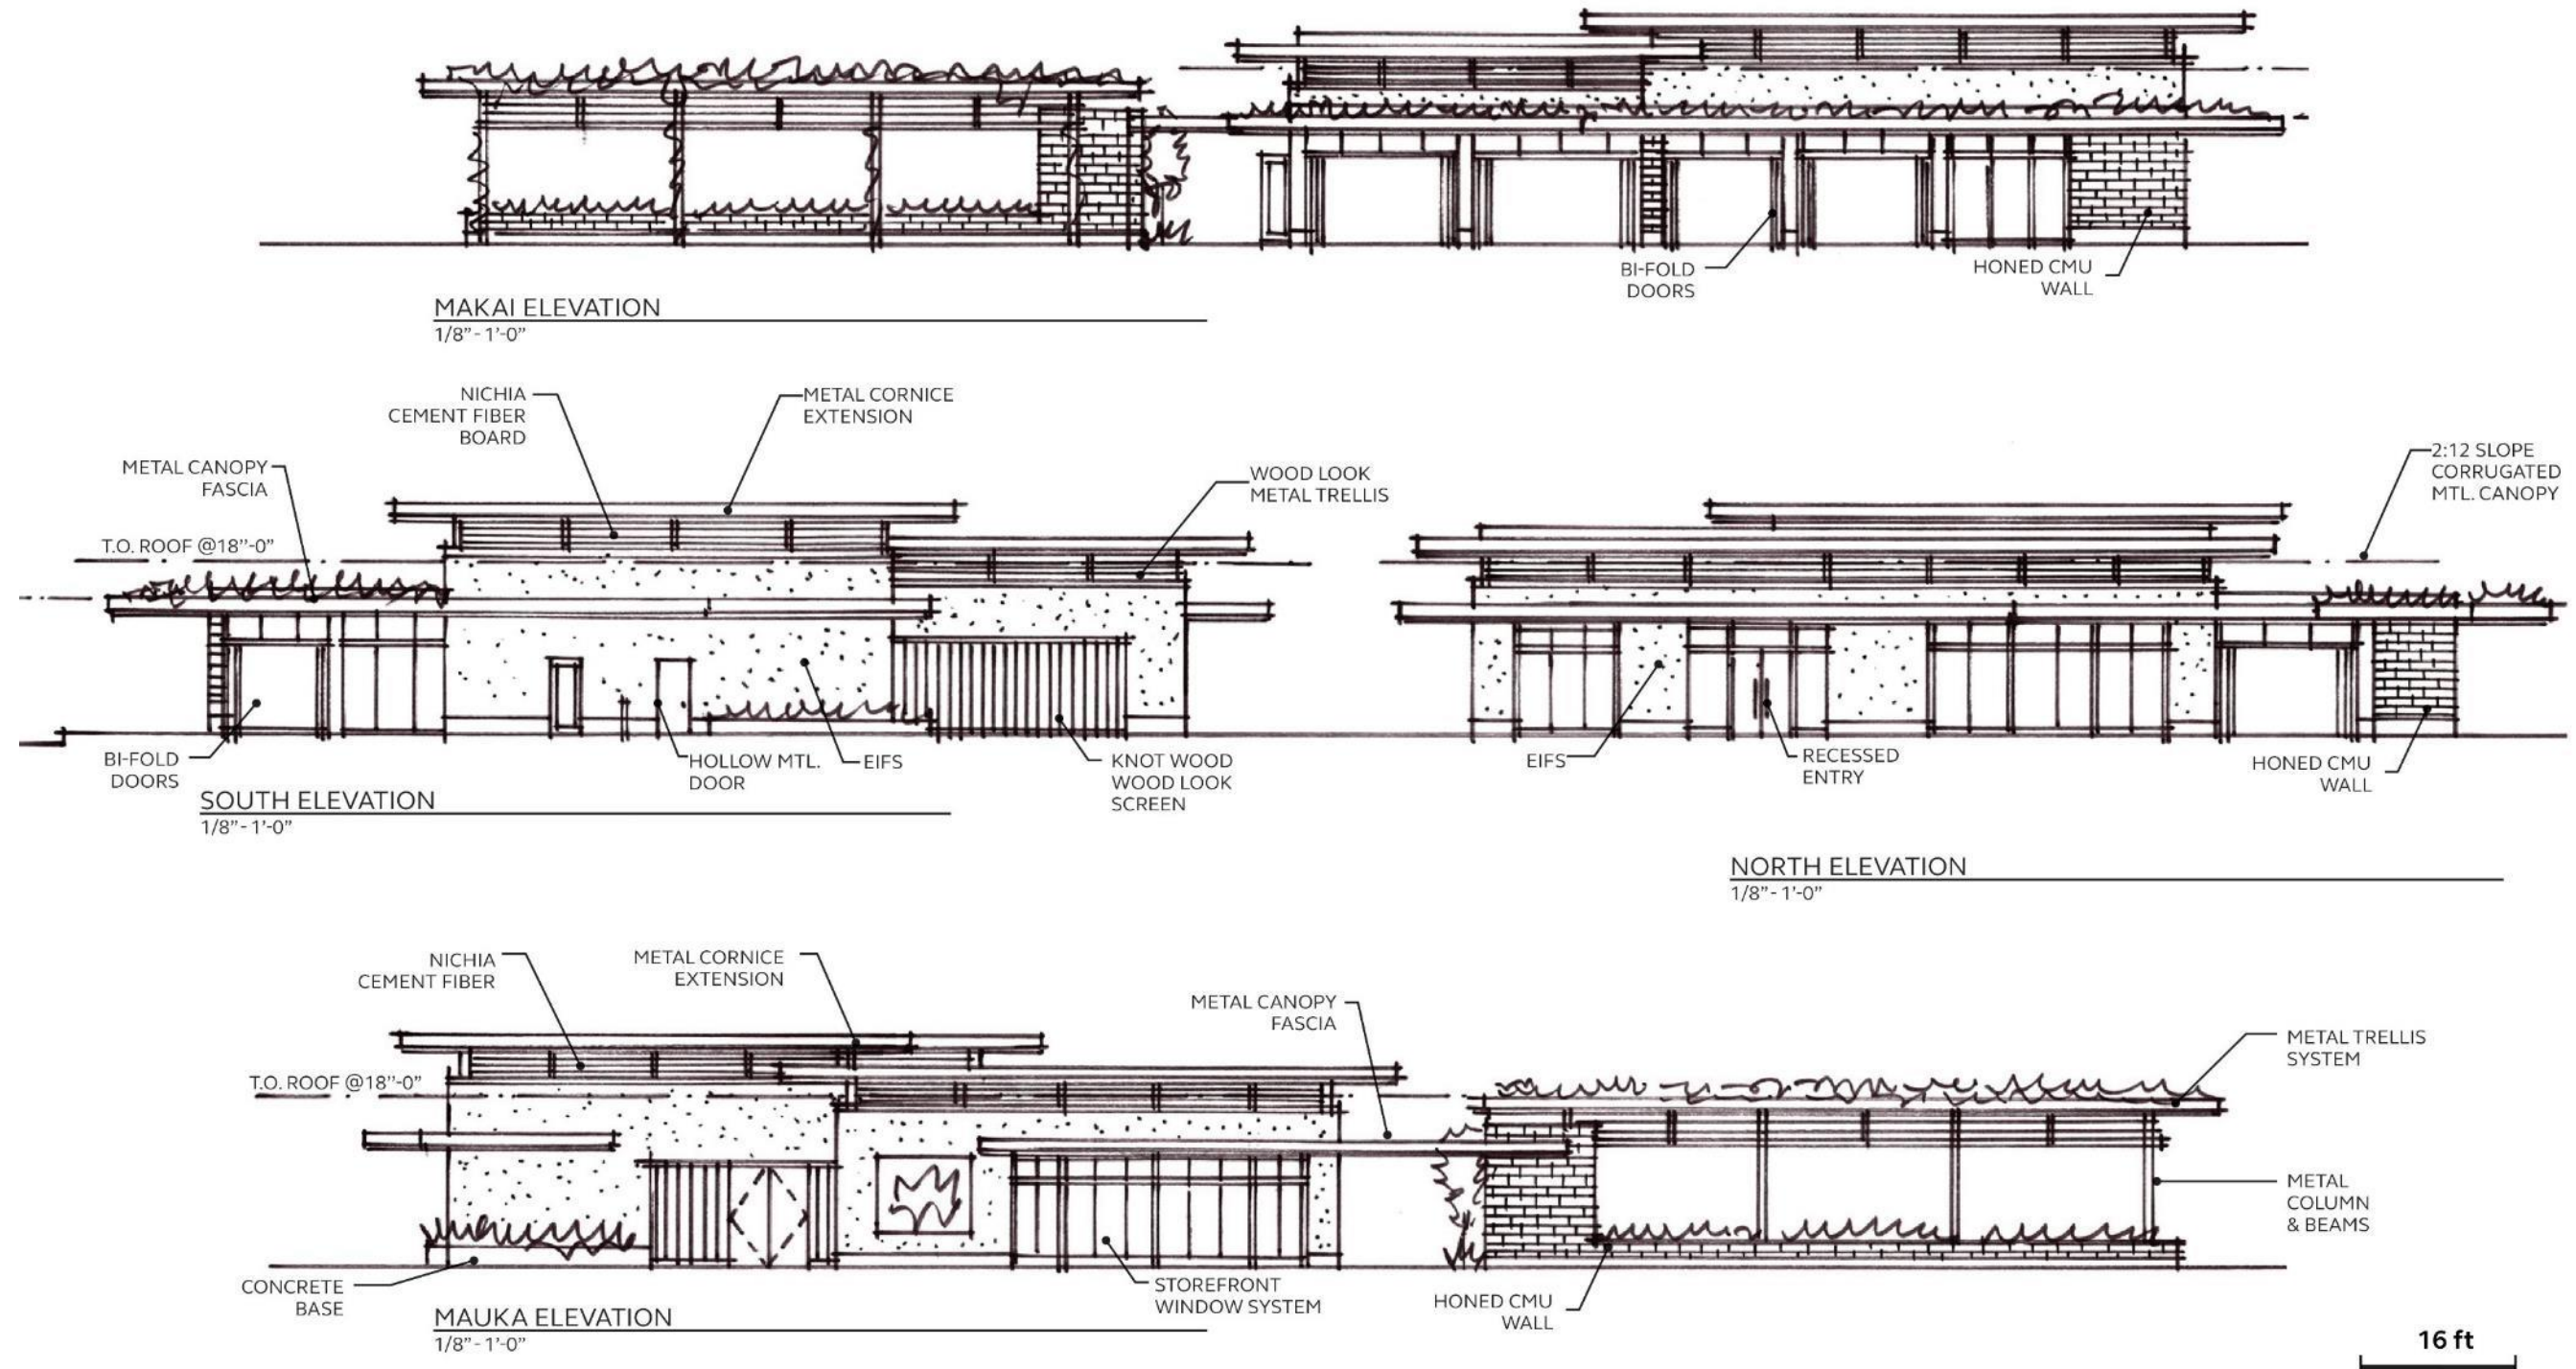 BI-FOLD
DOORS
HONED CMU
WALL
MAKAI ELEVATION
1/8”- 1’-0”
NICHIA
CEMENT FIBER
BOARD
METAL CORNICE
EXTENSION
METAL CANOPY
FASCIA
WOOD LOOK
METAL TRELLIS
2:12 SLOPE
CORRUGATED
MTL. CANOPY
T.O. ROOF @18”-0”
BI-FOLD
DOORS
HOLLOW MTL.
DOOR
EIFS
KNOT WOOD
WOOD LOOK
SCREEN
EIFS
RECESSED
ENTRY
HONED CMU
WALL
SOUTH ELEVATION
1/8”- 1’-0”
NORTH ELEVATION
1/8”- 1’-0”
NICHIA
CEMENT FIBER
METAL CORNICE
EXTENSION
METAL CANOPY
FASCIA
METAL TRELLIS
SYSTEM
T.O. ROOF @18”-0”
METAL
COLUMN
& BEAMS
CONCRETE
BASE
STOREFRONT
WINDOW SYSTEM
HONED CMU
WALL
MAUKA ELEVATION
1/8”- 1’-0”
16 ft